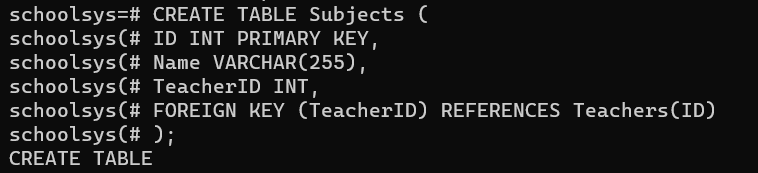 schoolsys=# CREATE TABLE Subjects (
schoolsys(# ID INT PRIMARY KEY,
schoolsys(# Name VARCHAR(255),
schoolsys(# TeacherID INT,
schoolsys(# FOREIGN KEY (TeacherID) REFERENCES Teachers(ID)
schoolsys(# );
CREATE TABLE